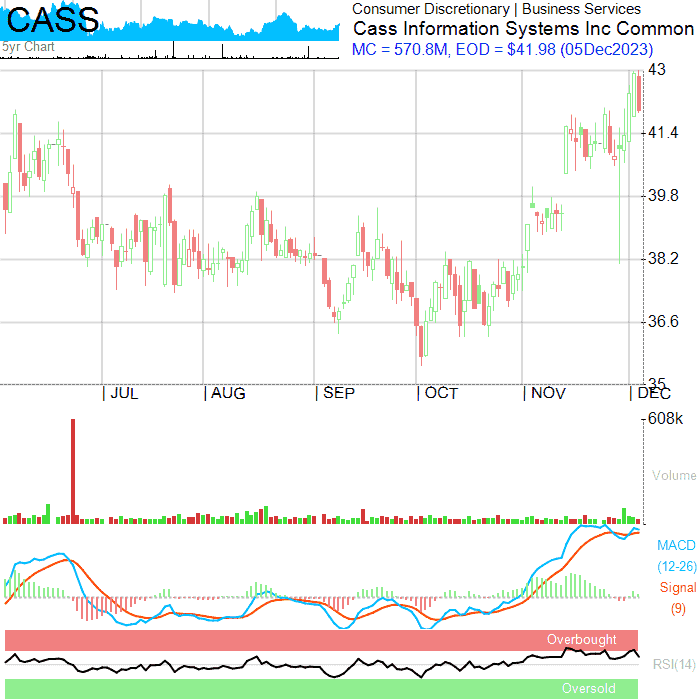 CASS
5yr Chart
Consumer Discretionary | Business Services
Cass Information Systems Inc Common
MC = 570.8M, EOD = $41.98 (05Dec2023)
43
41.4
39.8
38.2
36.6
35
| JUL | AUG | SEP | OCT | NOV | DEC
608k
Volume
MACD
(12-26)
Signal
(9)
Overbought
RSI(14)
Oversold